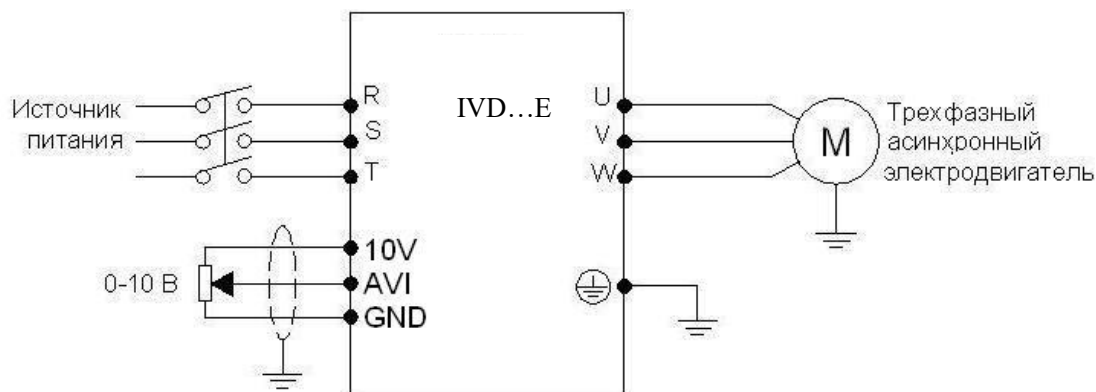 IVD...E
Источник
питания
R
S
T
10V
AVI
GND
0-10 В
U
V
W
M
Трехфазный
асинхронный
электродвигатель